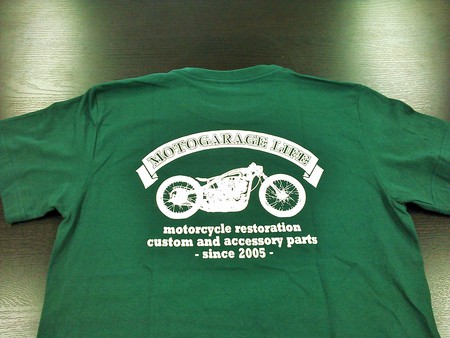 MOTOGARAGE LIFE
motorcycle restoration
custom and accessory parts
- since 2005 -